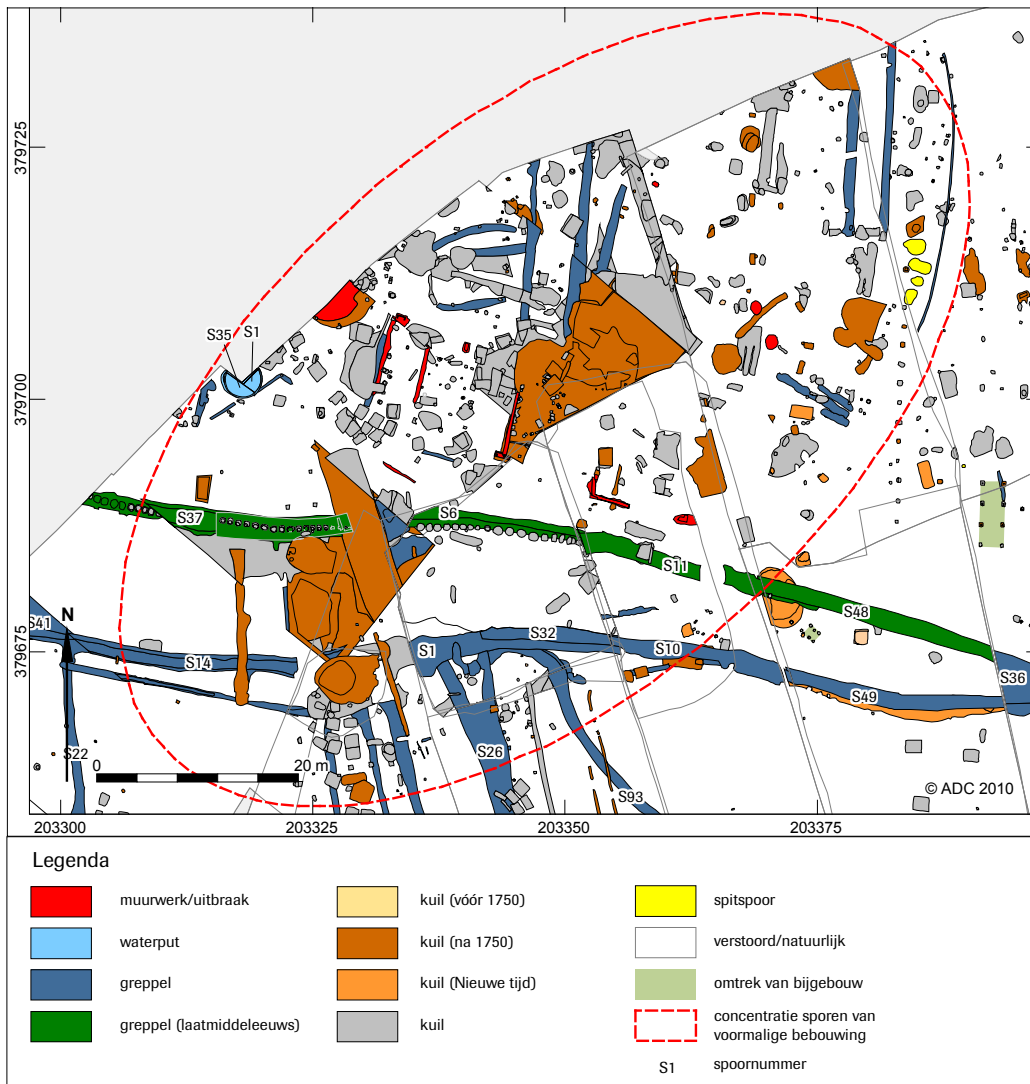 379725
S35
S1
379700
S37
S6
S11
S48
N
S41
S14
379675
S1
S32
S10
S36
S49
S22
S26
S93
0
20 m
© ADC 2010
203300
203325
203350
203375
Legenda
muurwerk/uitbraak
waterput
greppel
greppel (laatmiddeleeuws)
kuil (vóór 1750)
kuil (na 1750)
kuil (Nieuwe tijd)
kuil
spitspoor
verstoord/natuurlijk
omtrek van bijgebouw
concentratie sporen van
voormalige bebouwing
S1
spoornummer